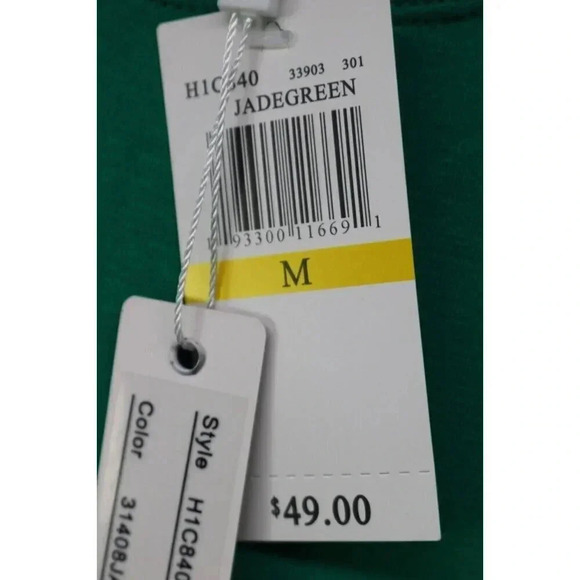 H1C840 33903 301
JADEGREEN
93300 11669 1
M
$49.00
Style H1C840
Color 31408JA